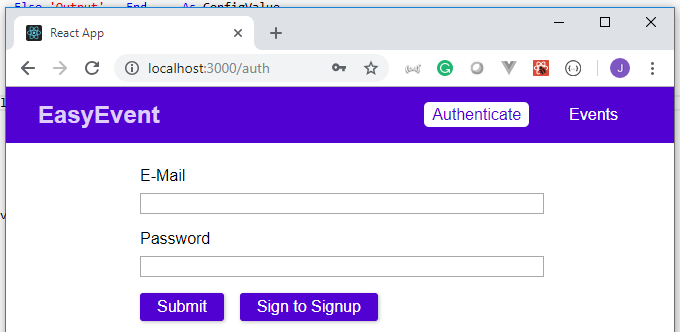 Else 'Output' End As ConfigValue
React App
localhost:3000/auth
J
EasyEvent
Authenticate
Events
E-Mail
Password
Submit
Sign to Signup